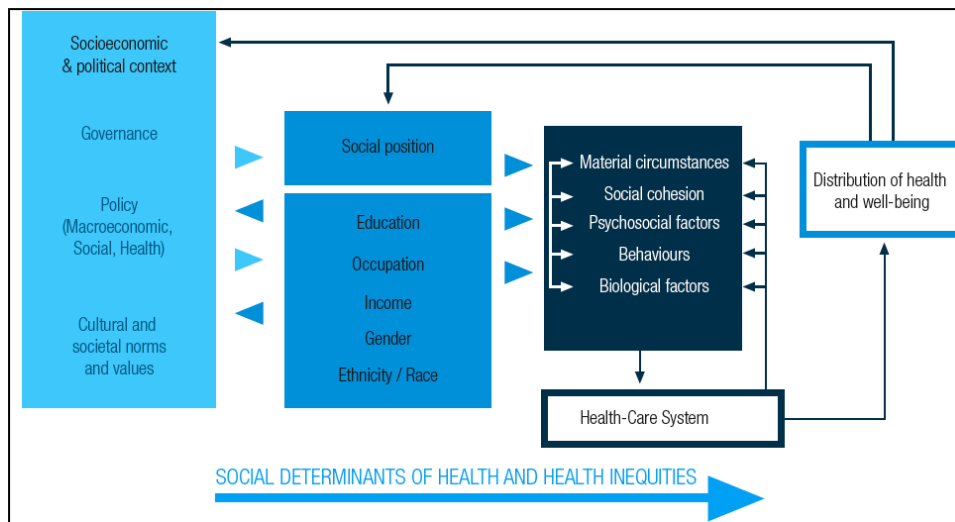 Socioeconomic
& political context
Governance
Policy
(Macroeconomic,
Social, Health)
Cultural and
societal norms
and values
Social position
Education
Occupation
Income
Gender
Ethnicity / Race
Material circumstances
Social cohesion
Psychosocial factors
Behaviours
Biological factors
Health-Care System
Distribution of health
and well-being
SOCIAL DETERMINANTS OF HEALTH AND HEALTH INEQUITIES